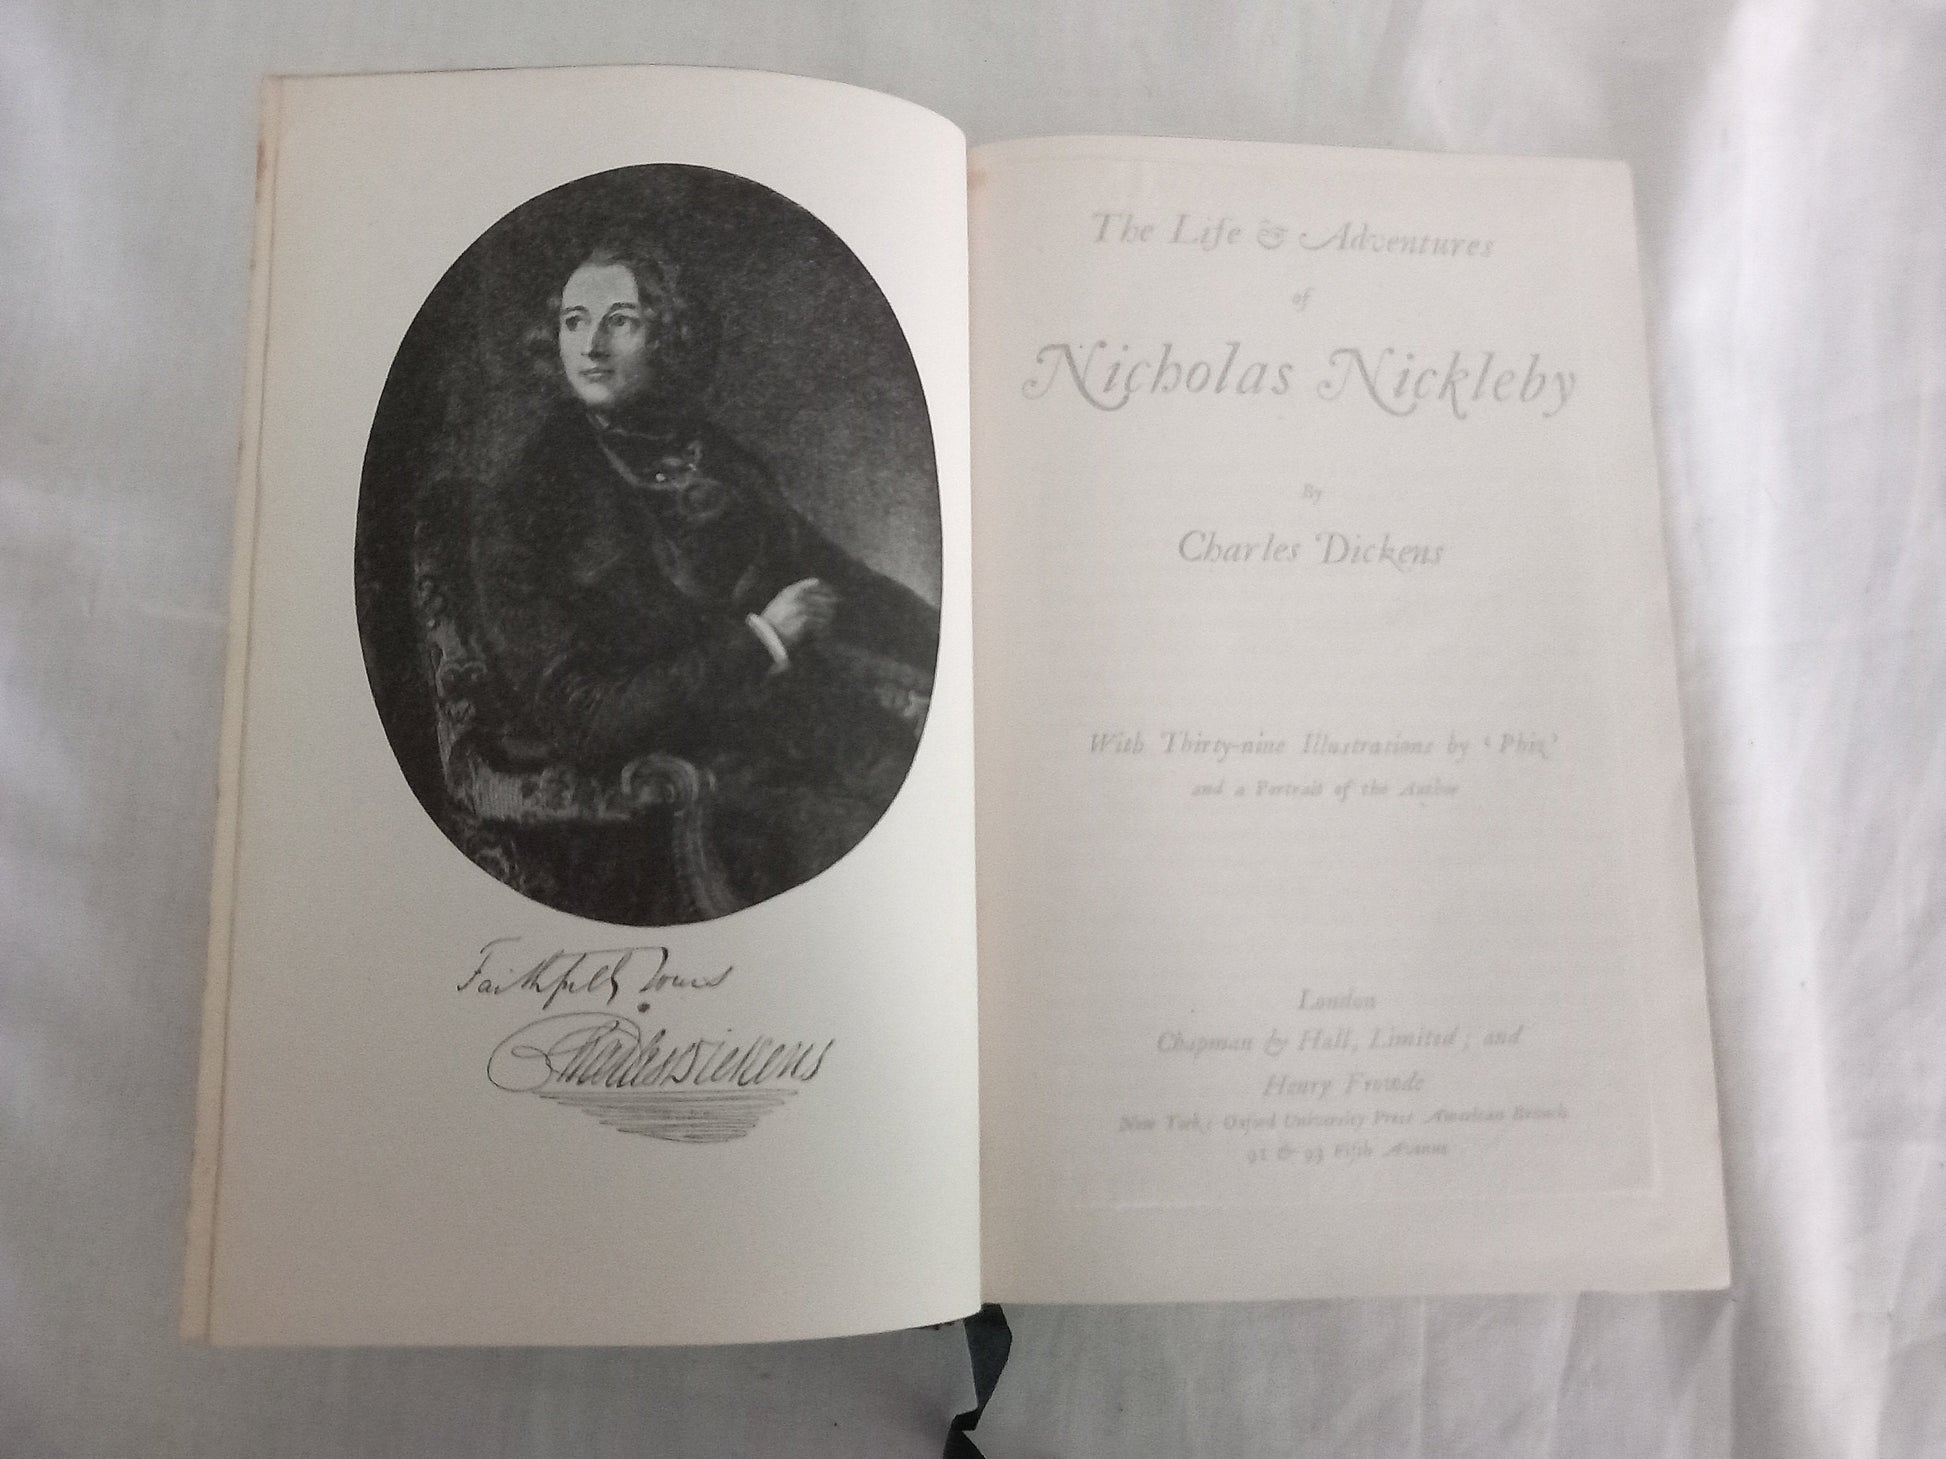 Faithfully Yours
Charles Dickens
The Life & Adventures
of
Nicholas Nickleby
By
Charles Dickens
With Thirty-nine Illustrations by ‘Phiz’
and a Portrait of the Author
London
Chapman & Hall, Limited; and
Henry Frowde
New York: Oxford University Press American Branch
91 & 93 Fifth Avenue